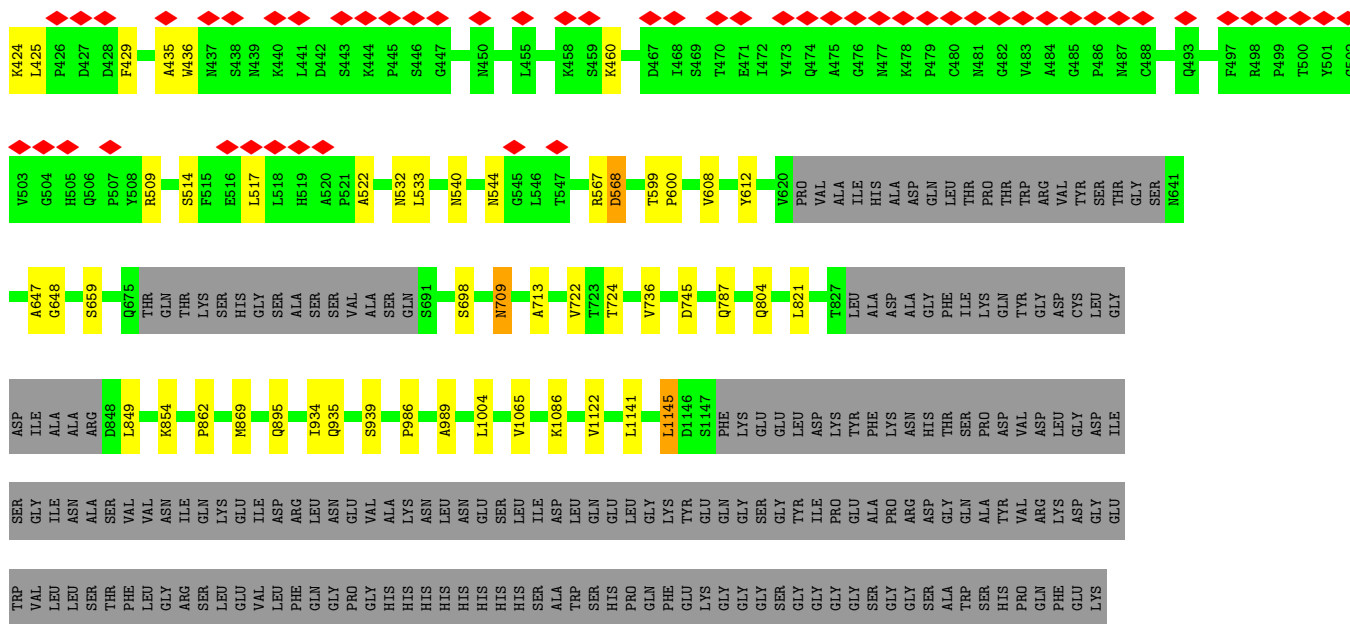 K424 L425 P426 D427 D428 F429 A435 W436 N437 S438 N439 K440 L441 D442 S443 K444 P445 S446 G447 N450 L455 K458 S459 K460 D467 I468 S469 T470 E471 I472 Y473 Q474 A475 G476 N477 K478 P479 C480 N481 G482 V483 A484 G485 P486 N487 C488 Q493 F497 R498 P499 T500 Y501 G502
V503 G504 H505 Q506 P507 Y508 R509 S514 F515 E516 L517 L518 H519 A520 P521 A522 N532 L533 N540 N544 G545 L546 T547 R567 D568 T599 P600 V608 Y612 V620 PRO VAL ALA ILE HIS ALA ASP GLN LEU THR PRO THR TRP ARG VAL TYR SER THR GLY SER N641
A647 G648 S659 Q675 THR GLN THR LYS SER HIS GLY SER ALA SER SER VAL ALA SER GLN S691 S698 N709 A713 V722 T723 T724 V736 D745 Q787 Q804 L821 T827 LEU ALA ASP ALA GLY PHE ILE LYS GLN TYR GLY ASP CYS LEU GLY
ASP ILE ALA ALA ARG D848 L849 K854 P862 M869 Q895 I934 Q935 S939 P986 A989 L1004 V1065 K1086 V1122 L1141 L1145 D1146 S1147 PHE LYS GLU GLU LEU ASP LYS TYR PHE LYS ASN HIS THR SER PRO ASP VAL ASP LEU GLY ASP ILE
SER GLY ILE ASN ALA SER VAL VAL ASN ILE GLN LYS GLU ILE ASP ARG LEU ASN GLU VAL ALA LYS ASN LEU ASN GLU SER LEU ILE ASP LEU GLN GLU LEU GLY LYS TYR GLU GLN GLY SER GLY TYR ILE PRO GLU ALA PRO ARG ASP GLY GLN ALA TYR VAL ARG LYS ASP GLY GLU
TRP VAL LEU LEU SER THR PHE LEU GLY ARG SER LEU GLU VAL LEU PHE GLN GLY PRO GLY HIS HIS HIS HIS HIS HIS HIS HIS SER ALA TRP SER HIS PRO GLN PHE GLU LYS GLY GLY GLY SER GLY GLY GLY GLY SER GLY GLY SER ALA TRP SER HIS PRO GLN PHE GLU LYS